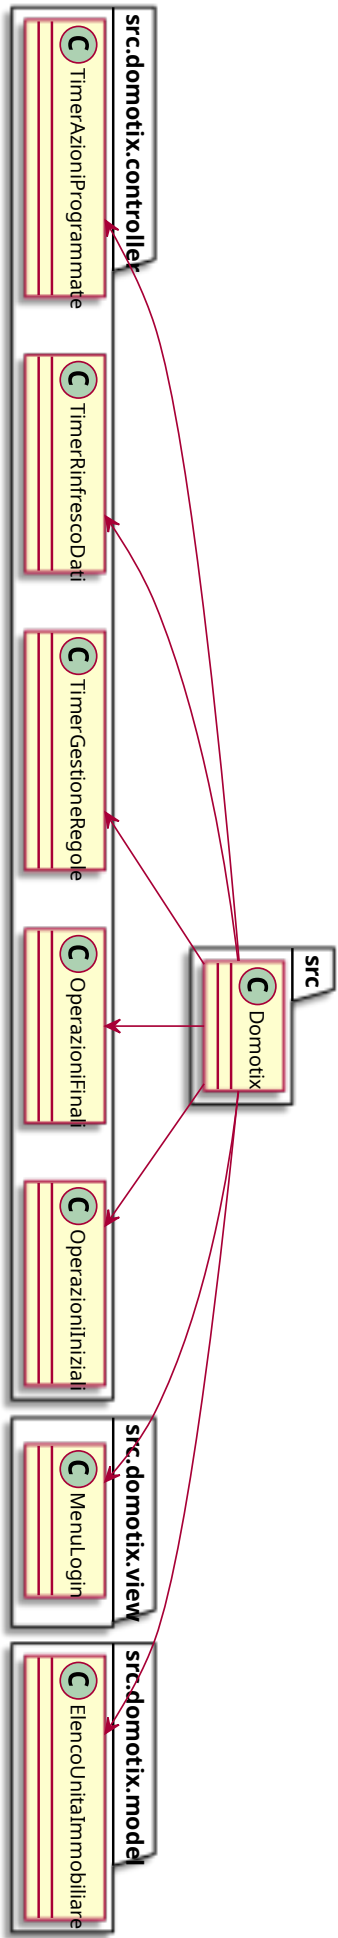 src
C Domotix
src.domotix.controller
C TimerAzioniProgrammate
C TimerRinfrescoDati
C TimerGestioneRegole
C OperazioniFinali
C OperazioniIniziali
src.domotix.view
C MenuLogin
src.domotix.model
C ElencoUnitaImmobiliare